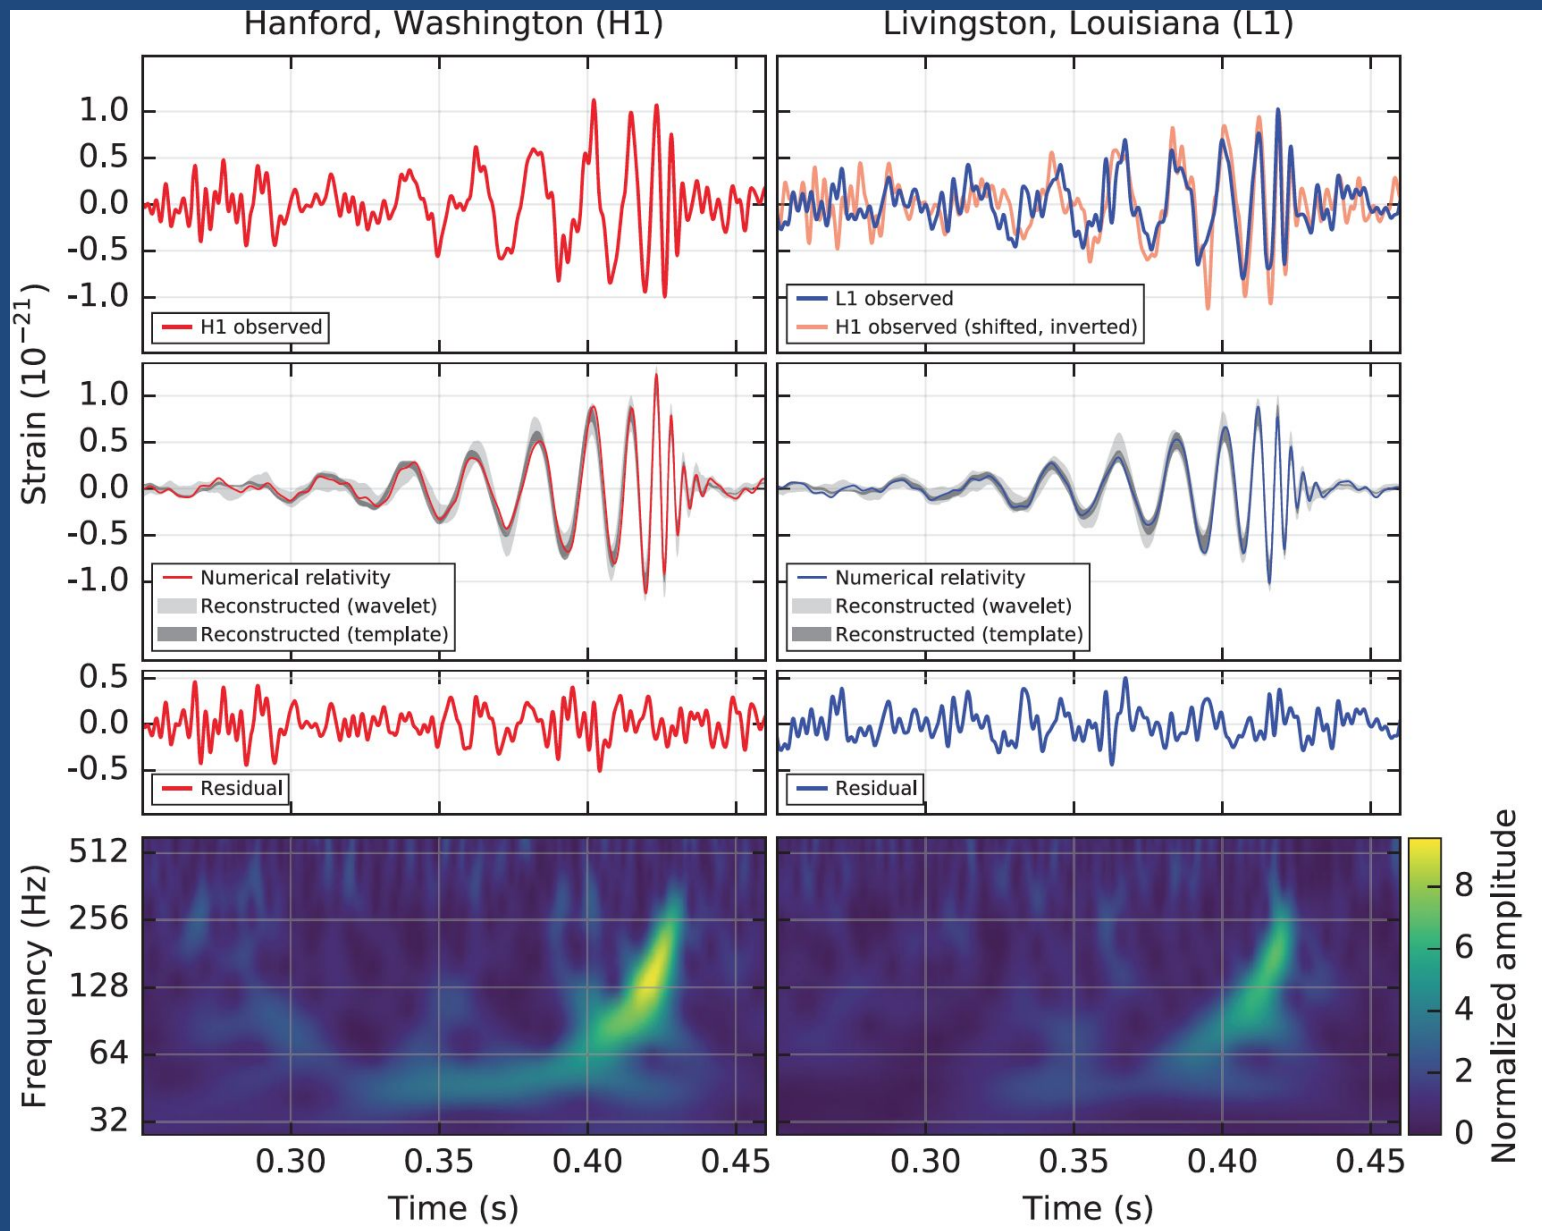 Hanford, Washington (H1)
Livingston, Louisiana (L1)
Strain (10⁻²¹)
1.0
0.5
0.0
-0.5
-1.0
H1 observed
L1 observed
H1 observed (shifted, inverted)
1.0
0.5
0.0
-0.5
-1.0
Numerical relativity
Reconstructed (wavelet)
Reconstructed (template)
Numerical relativity
Reconstructed (wavelet)
Reconstructed (template)
0.5
0.0
-0.5
Residual
Residual
Frequency (Hz)
512
256
128
64
32
Normalized amplitude
8
6
4
2
0
0.30 0.35 0.40 0.45
0.30 0.35 0.40 0.45
Time (s)
Time (s)